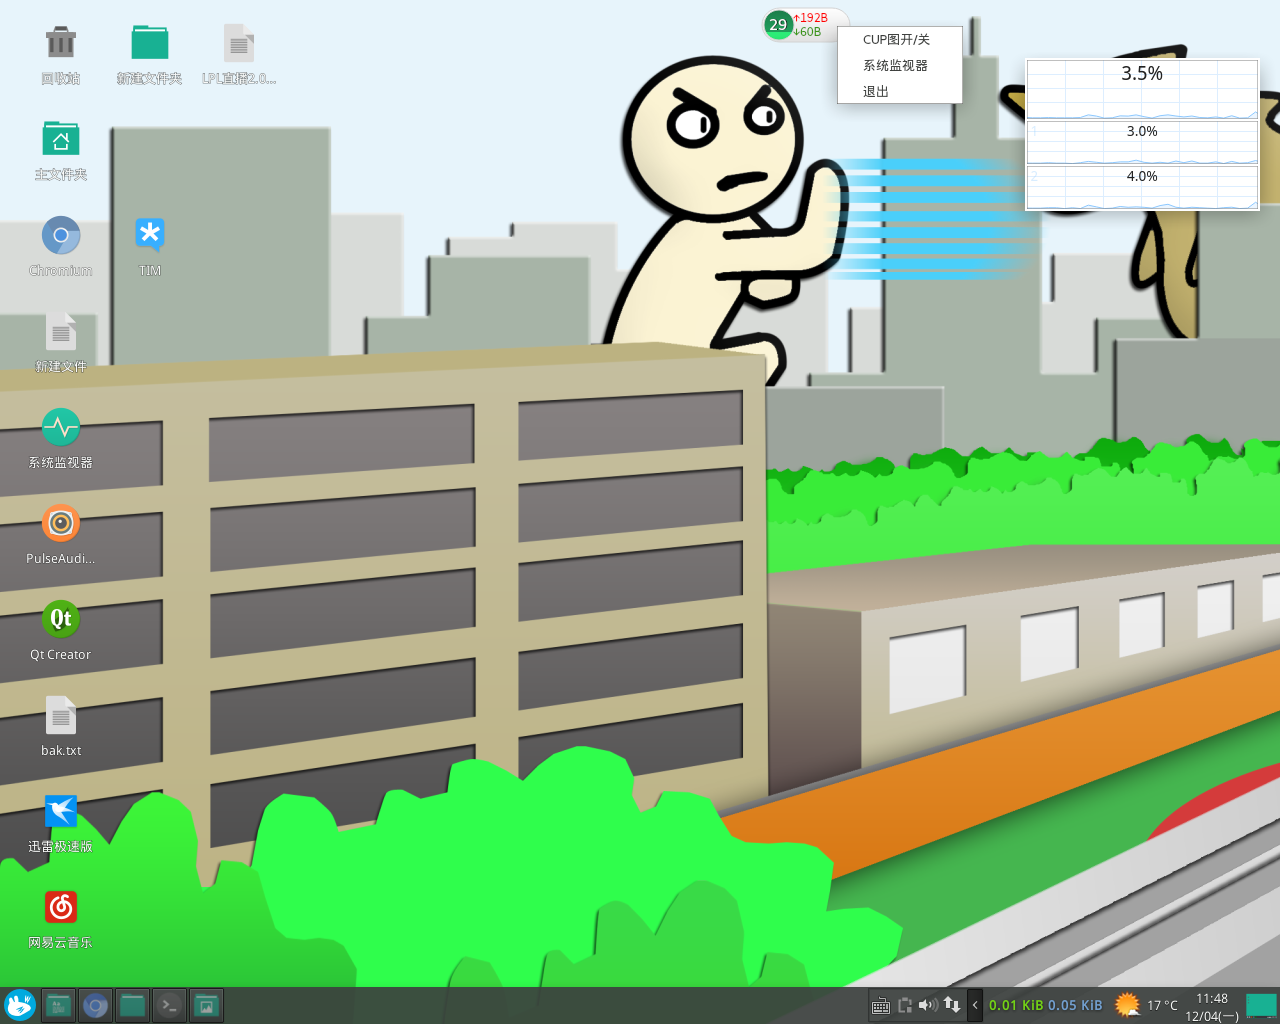 29
↑192B
↓60B
CUP图开/关
系统监视器
退出
3.5%
1
3.0%
2
4.0%
回收站
新建文件夹
LPL直播2.0...
主文件夹
Chromium
TIM
新建文件
系统监视器
PulseAudi...
Qt
Qt Creator
bak.txt
迅雷极速版
网易云音乐
0.01 KiB 0.05 KiB
17 °C
11:48
12/04(一)